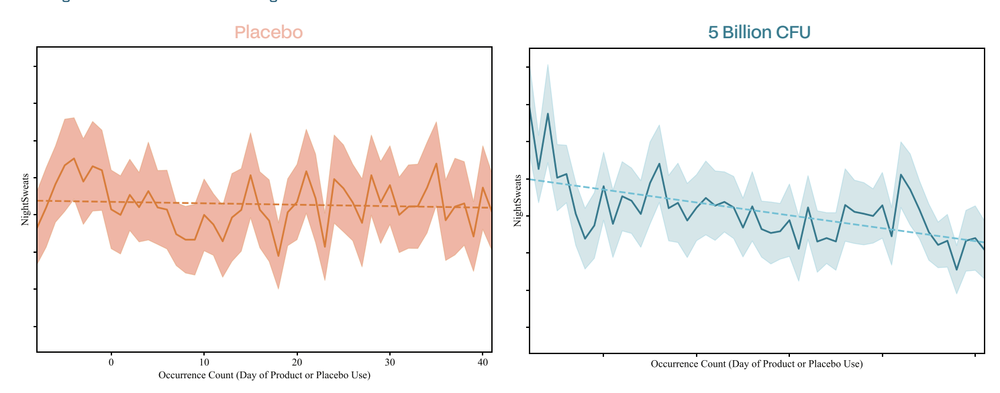 Placebo
5 Billion CFU
NightSweats
NightSweats
0 10 20 30 40
Occurrence Count (Day of Product or Placebo Use)
Occurrence Count (Day of Product or Placebo Use)